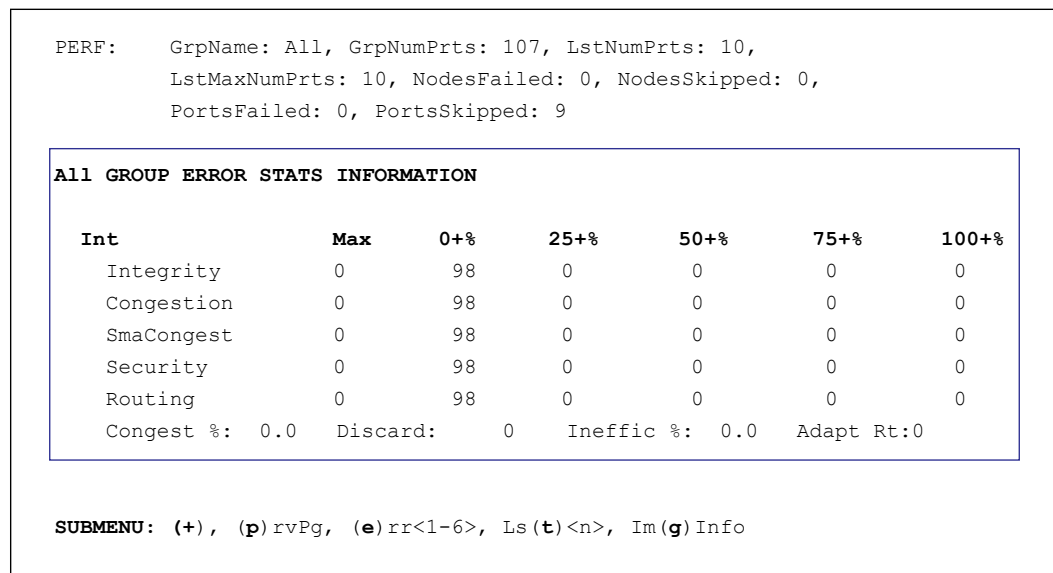 PERF: GrpName: All, GrpNumPrts: 107, LstNumPrts: 10,
LstMaxNumPrts: 10, NodesFailed: 0, NodesSkipped: 0,
PortsFailed: 0, PortsSkipped: 9
All GROUP ERROR STATS INFORMATION
Int Max 0+% 25+% 50+% 75+% 100+%
Integrity 0 98 0 0 0 0
Congestion 0 98 0 0 0 0
SmaCongest 0 98 0 0 0 0
Security 0 98 0 0 0 0
Routing 0 98 0 0 0 0
Congest %: 0.0 Discard: 0 Ineffic %: 0.0 Adapt Rt:0
SUBMENU: (+), (p)rvPg, (e)rr<1-6>, Ls(t)<n>, Im(g)Info